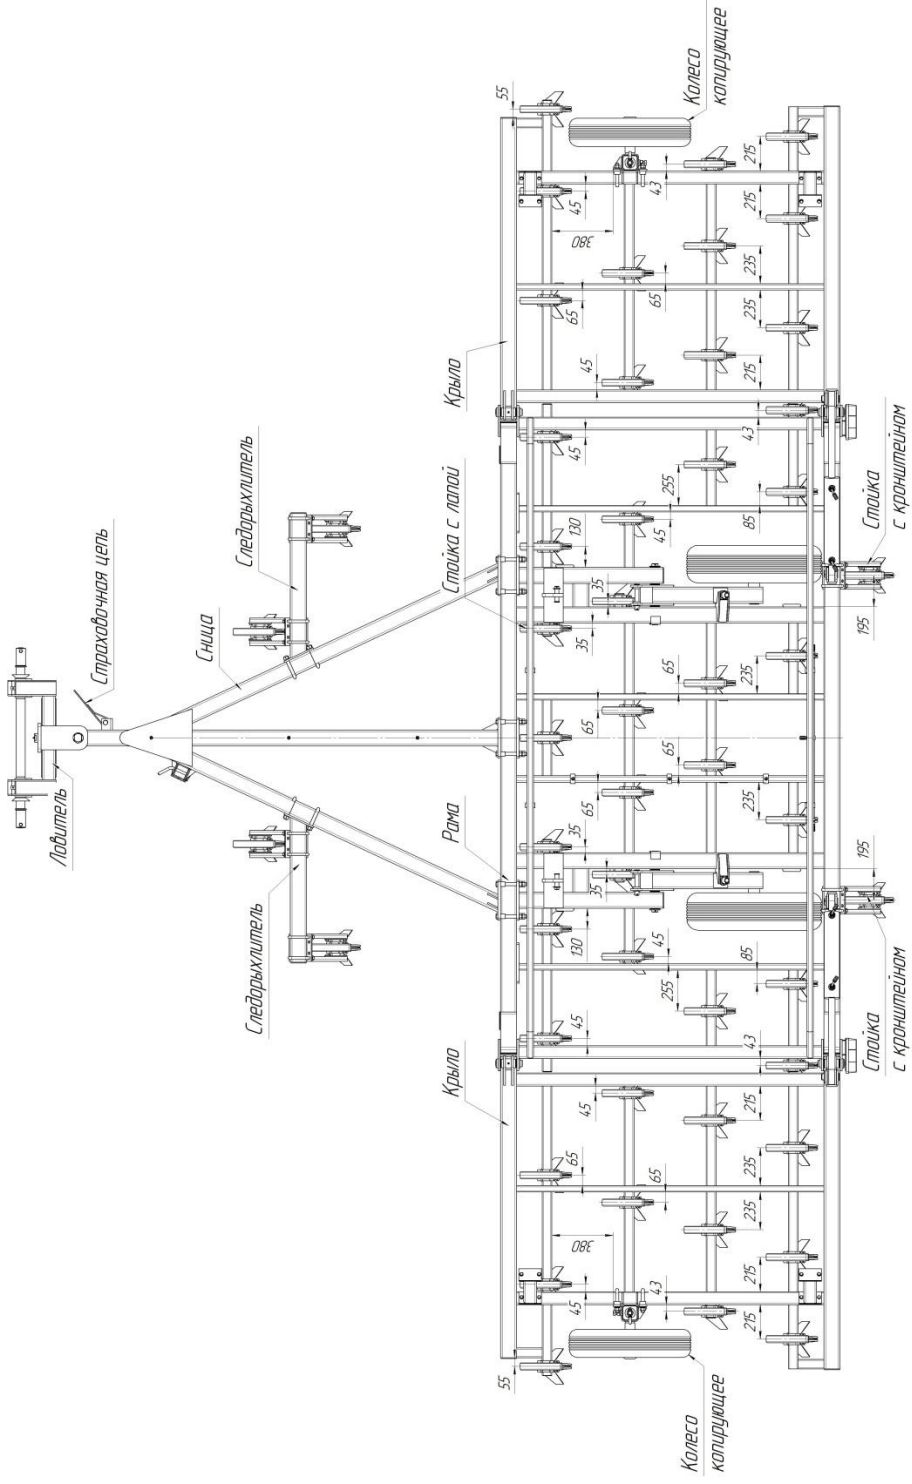 Ловитель
Страховочная цепь
Сница
Следорыхлитель
Следорыхлитель
Крыло
Рама
Стойка с лапой
Крыло
55
55
45
65
45
130
35
35
130
45
65
45
380
380
45
45
35
65
65
35
43
65
255
45
65
65
45
255
65
43
Колесо
копирующее
Колесо
копирующее
215
215
235
235
215
43
85
235
235
85
43
215
235
235
215
215
195
195
Стойка
с кронштейном
Стойка
с кронштейном